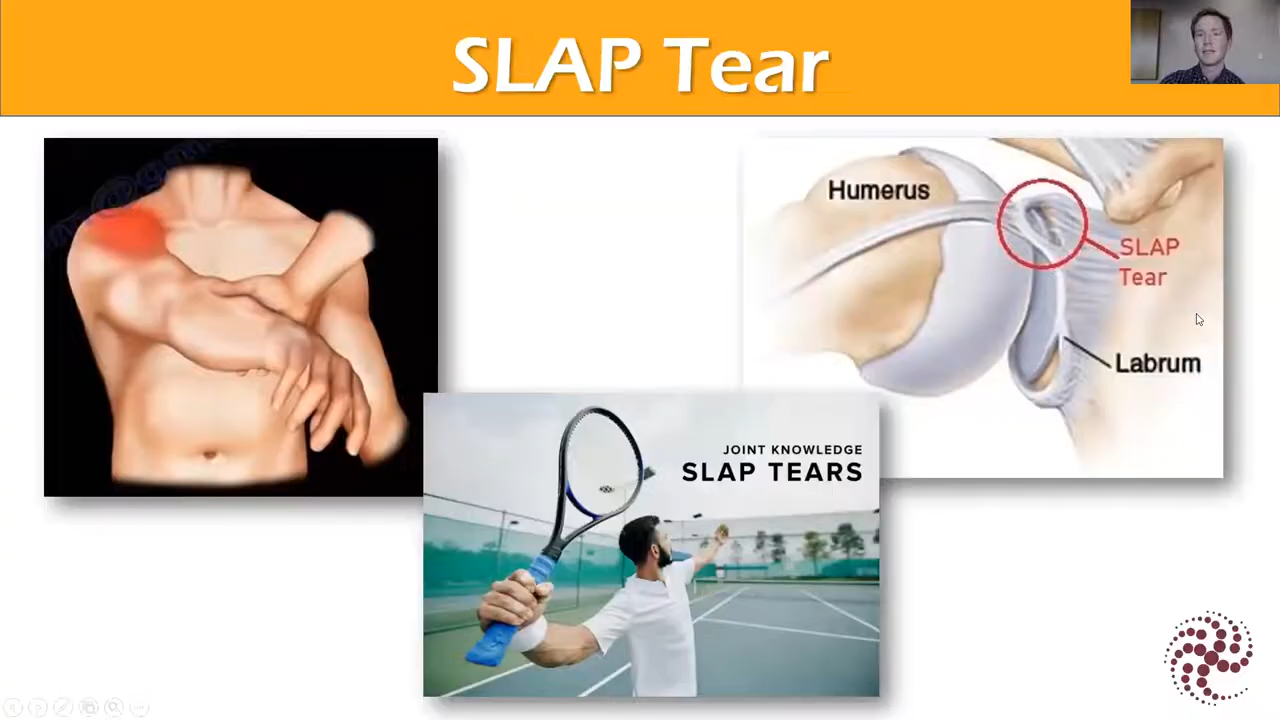 SLAP Tear
Humerus
SLAP
Tear
Labrum
JOINT KNOWLEDGE
SLAP TEARS